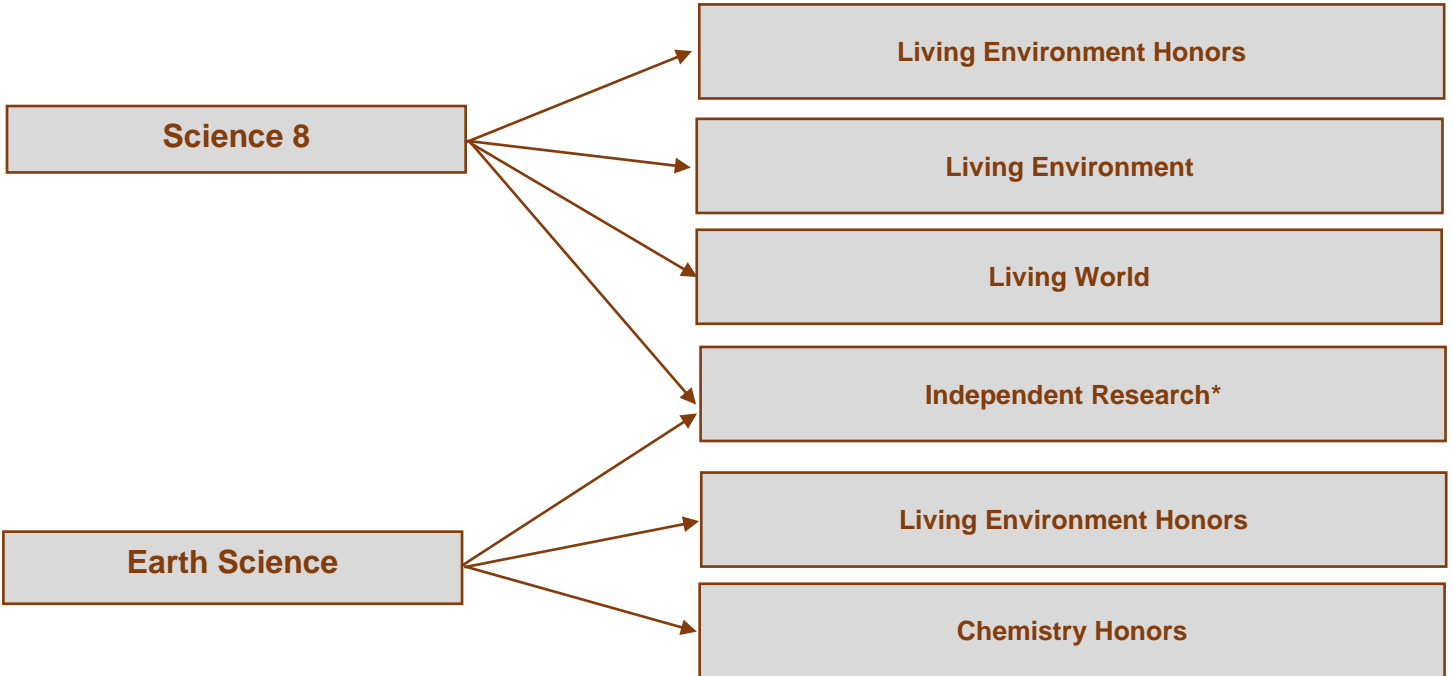 Science 8
Living Environment Honors
Living Environment
Living World
Independent Research*
Earth Science
Living Environment Honors
Chemistry Honors